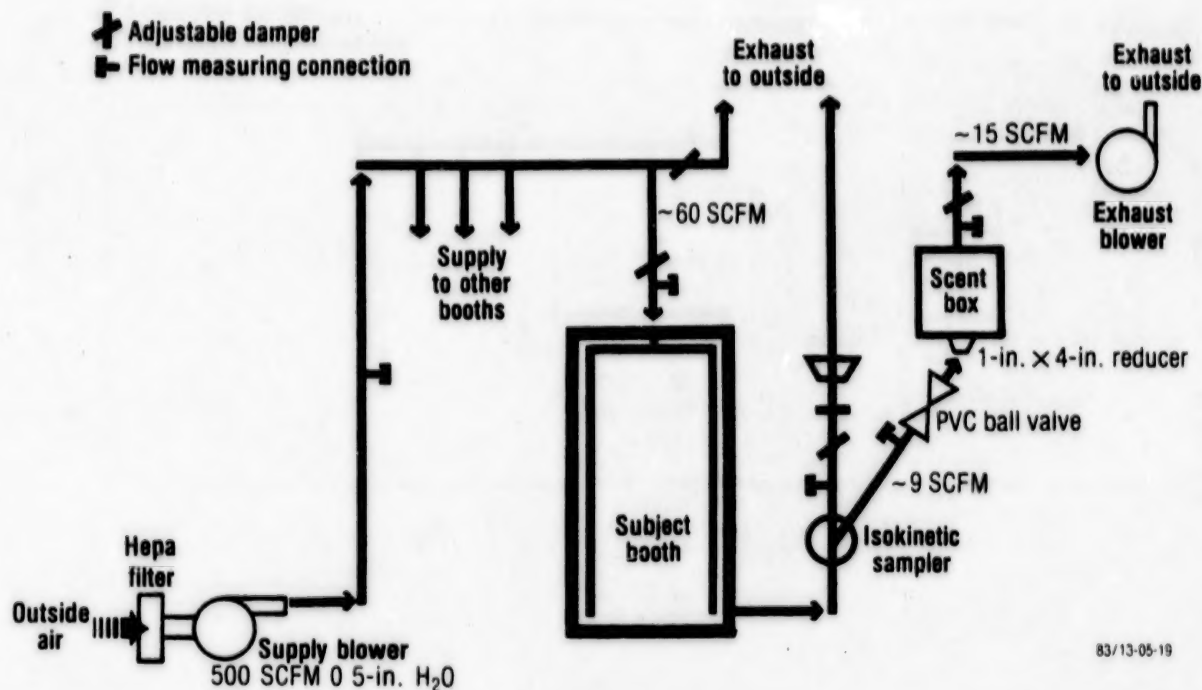 Adjustable damper
Flow measuring connection
Exhaust
to outside
Exhaust
to outside
~15 SCFM
Exhaust
blower
~60 SCFM
Supply
to other
booths
Scent
box
1-in. × 4-in. reducer
PVC ball valve
~9 SCFM
Subject
booth
Isokinetic
sampler
Hepa
filter
Outside
air
Supply blower
500 SCFM 0 5-in. H₂O
83/13-05-19